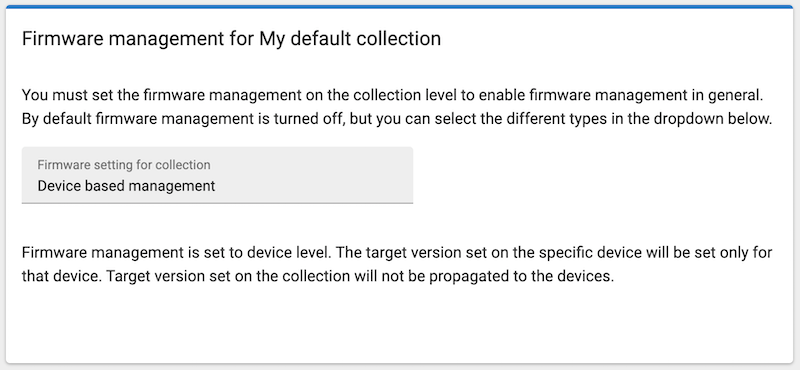 Firmware management for My default collection
You must set the firmware management on the collection level to enable firmware management in general.
By default firmware management is turned off, but you can select the different types in the dropdown below.
Firmware setting for collection
Device based management
Firmware management is set to device level. The target version set on the specific device will be set only for
that device. Target version set on the collection will not be propagated to the devices.